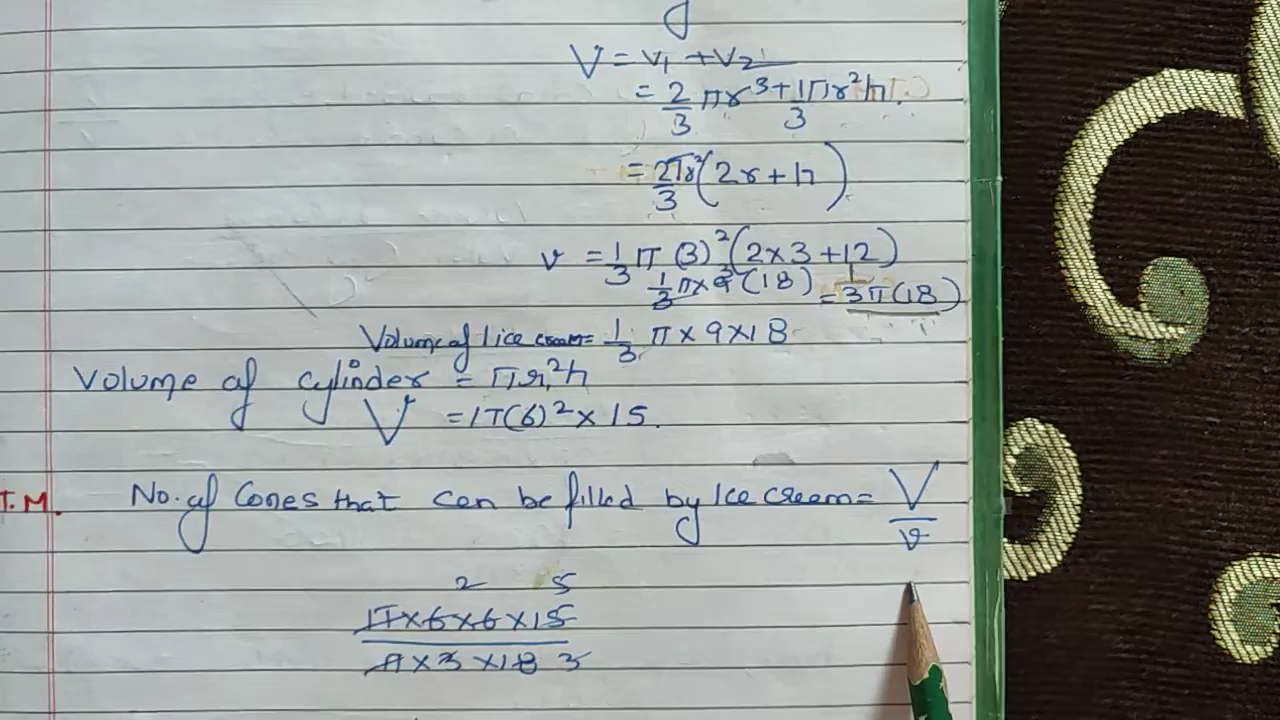 V = V1 + V2
= 2/3 πr³ + 1/3 πr²h.
= 2πr²/3 (2r + h)
v = 1/3 π (3)² (2×3 + 12)
1/3 π × 9 (18) = 3π(18)
Volume of 1 ice cream = 1/3 π × 9 × 18
Volume of cylinder = πr²h
V = π(6)² × 15.
T.M. No. of Cones that can be filled by Ice cream = V/v
2 5
π×6×6×15
π×3×18 3